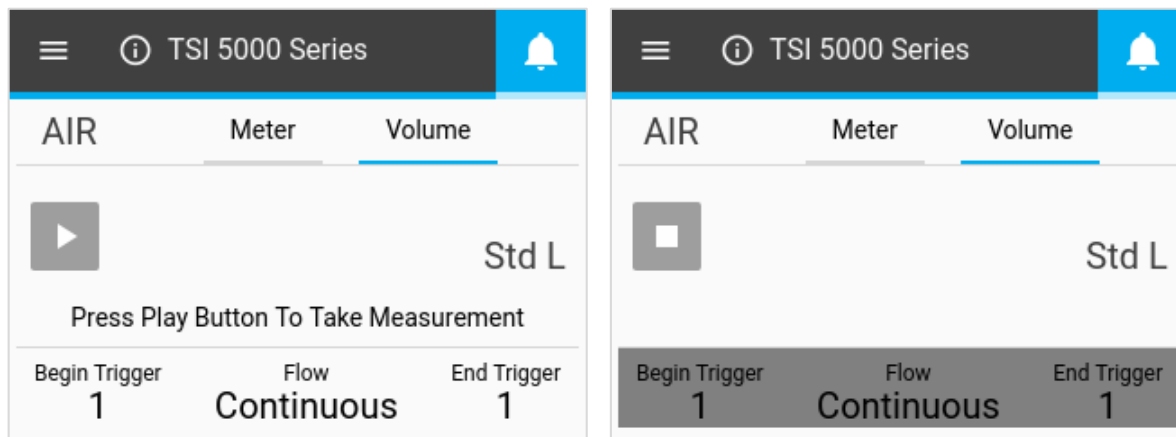 TSI 5000 Series
AIR Meter Volume
Std L
Press Play Button To Take Measurement
Begin Trigger Flow End Trigger
1 Continuous 1
TSI 5000 Series
AIR Meter Volume
Std L
Begin Trigger Flow End Trigger
1 Continuous 1